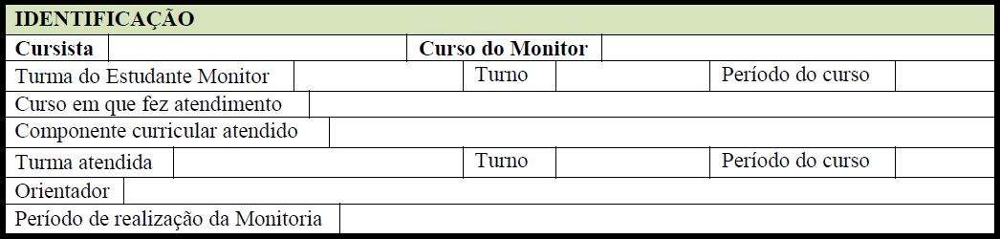 IDENTIFICAÇÃO
Cursista Curso do Monitor
Turma do Estudante Monitor Turno Período do curso
Curso em que fez atendimento
Componente curricular atendido
Turma atendida Turno Período do curso
Orientador
Período de realização da Monitoria